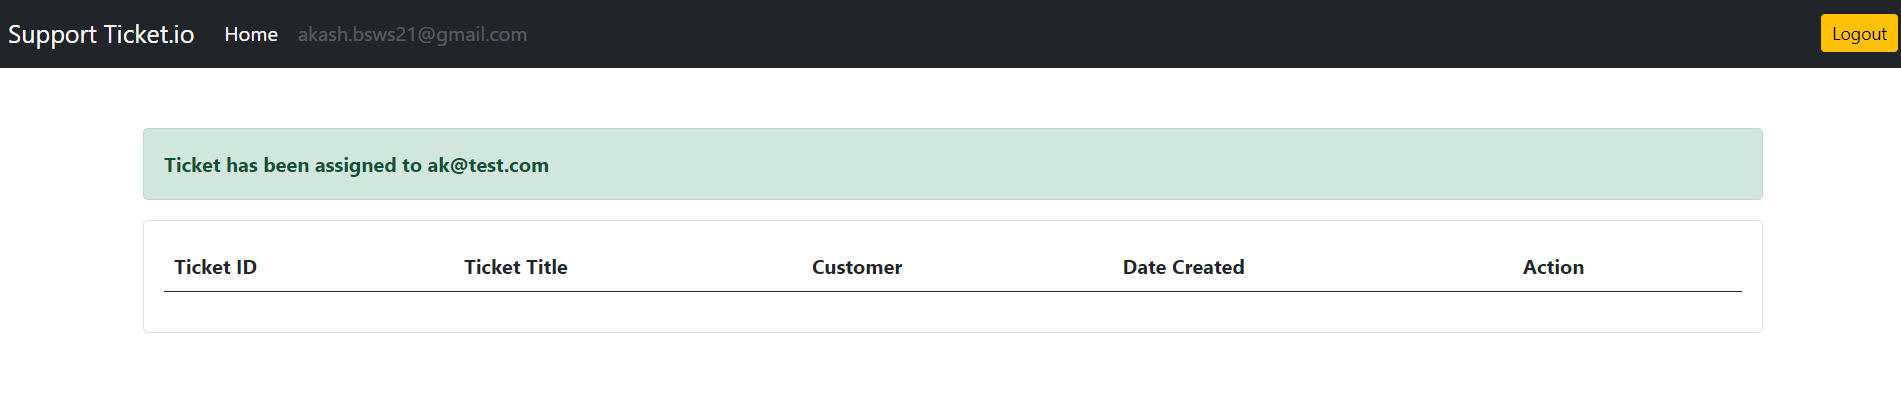 Support Ticket.io Home akash.bsws21@gmail.com Logout
Ticket has been assigned to ak@test.com
Ticket ID Ticket Title Customer Date Created Action